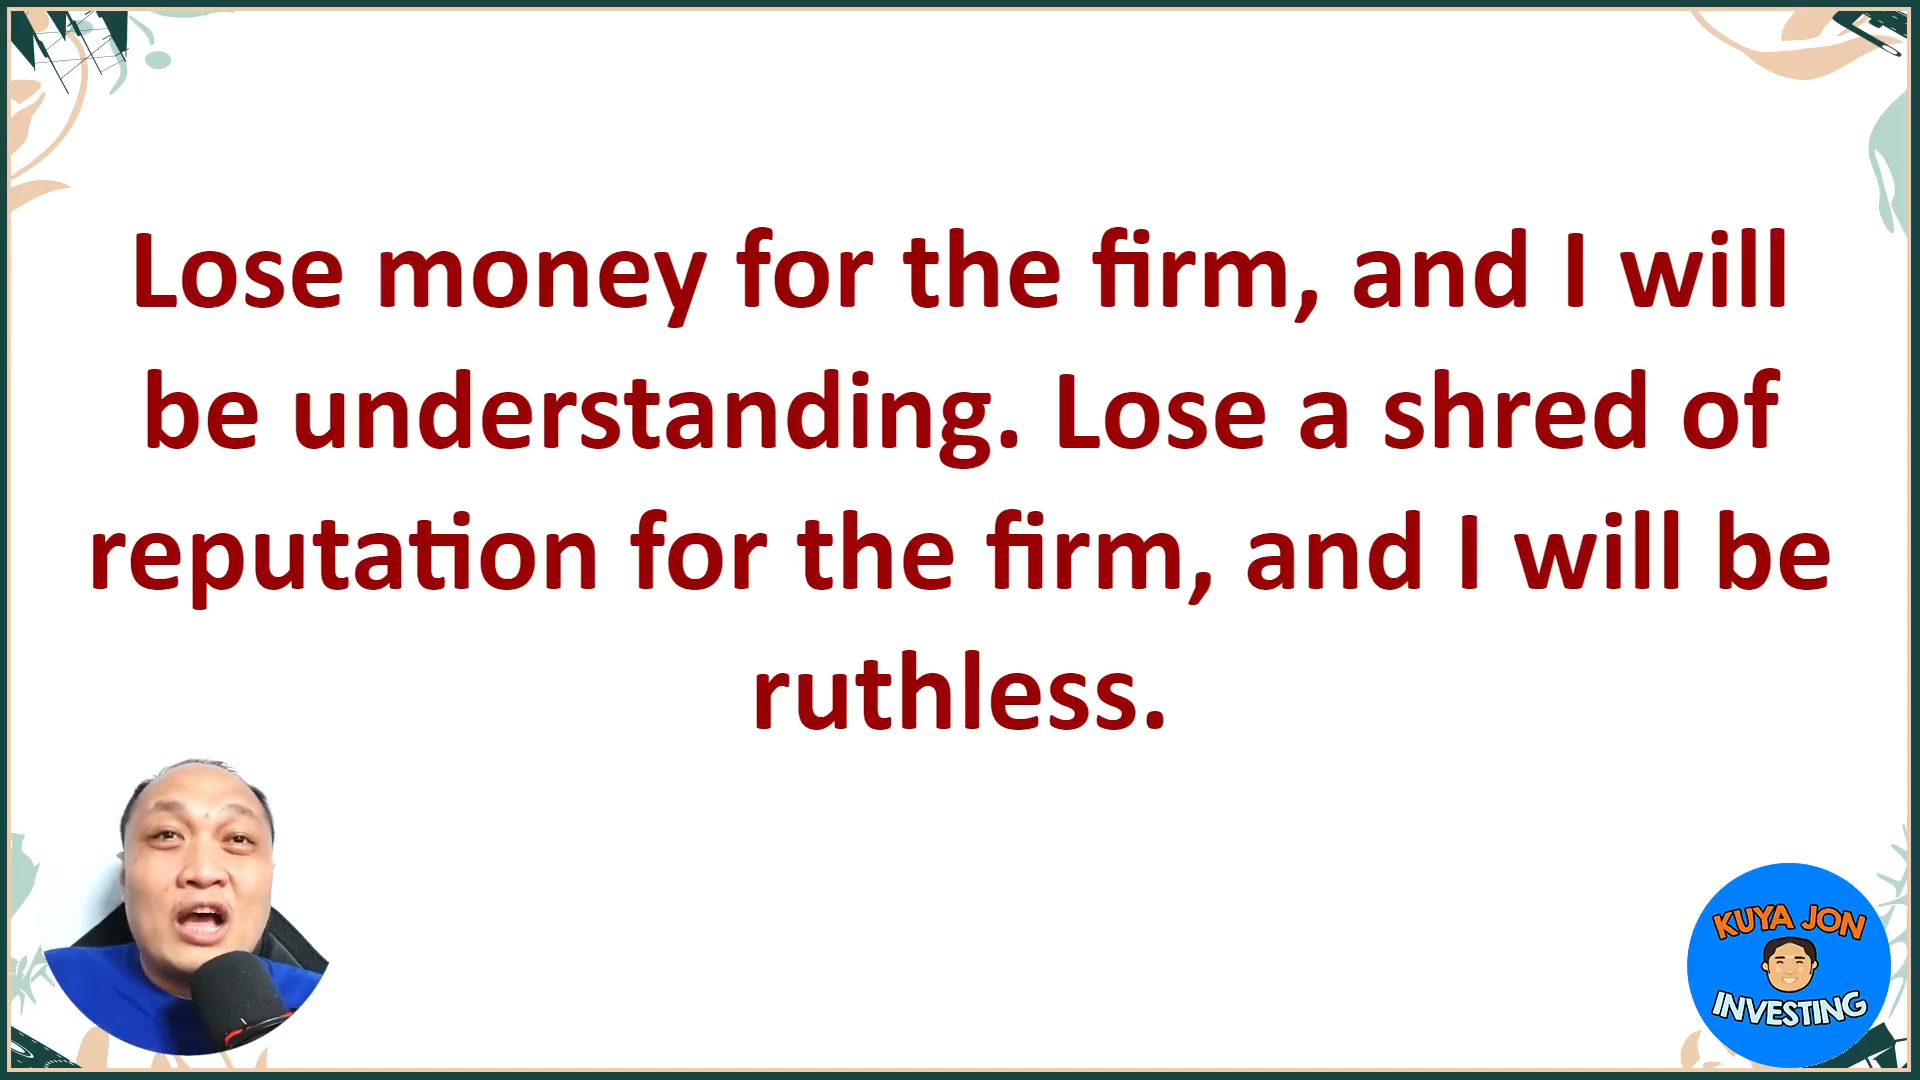 Lose money for the firm, and I will
be understanding. Lose a shred of
reputation for the firm, and I will be
ruthless.
KUYA JON
INVESTING